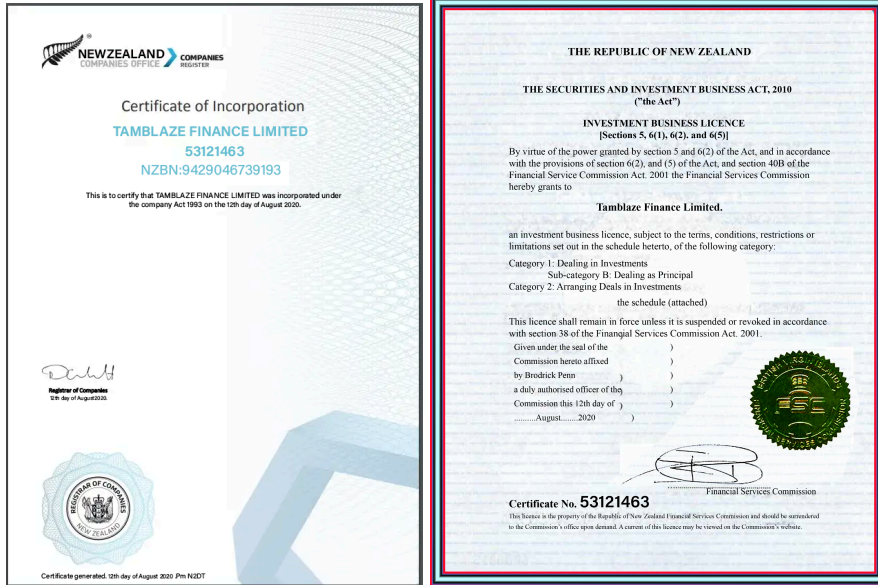 NEWZEALAND
COMPANIES OFFICE
COMPANIES
REGISTER
Certificate of Incorporation
TAMBLAZE FINANCE LIMITED
53121463
NZBN:9429046739193
This is to certify that TAMBLAZE FINANCE LIMITED was incorporated under
the company Act 1993 on the 12th day of August 2020.
Registrar of Companies
12th day of August2020.
REGISTRAR OF COMPANIES
NEW ZEALAND
Certificate generated. 12th day of August 2020 .Pm N2DT
THE REPUBLIC OF NEW ZEALAND
THE SECURITIES AND INVESTMENT BUSINESS ACT, 2010
("the Act")
INVESTMENT BUSINESS LICENCE
[Sections 5, 6(1), 6(2). and 6(5)]
By virtue of the power granted by section 5 and 6(2) of the Act, and in accordance
with the provisions of section 6(2), and (5) of the Act, and section 40B of the
Financial Service Commission Act. 2001 the Financial Services Commission
hereby grants to
Tamblaze Finance Limited.
an investment business licence, subject to the terms, conditions, restrictions or
limitations set out in the schedule heterto, of the following category:
Category 1: Dealing in Investments
Sub-category B: Dealing as Principal
Category 2: Arranging Deals in Investments
the schedule (attached)
This licence shall remain in force unless it is suspended or revoked in accordance
with section 38 of the Financial Services Commission Act. 2001.
Given under the seal of the )
Commission hereto affixed )
by Brodrick Penn ) )
a duly authorised officer of the) )
Commission this 12th day of ) )
..........August........2020 )
FSC
Financial Services Commission
Certificate No. 53121463
This licence is the property of the Republic of New Zealand Financial Services Commission and should be surrendered
to the Commission's office upon demand. A current of this licence may be viewed on the Commission's website.